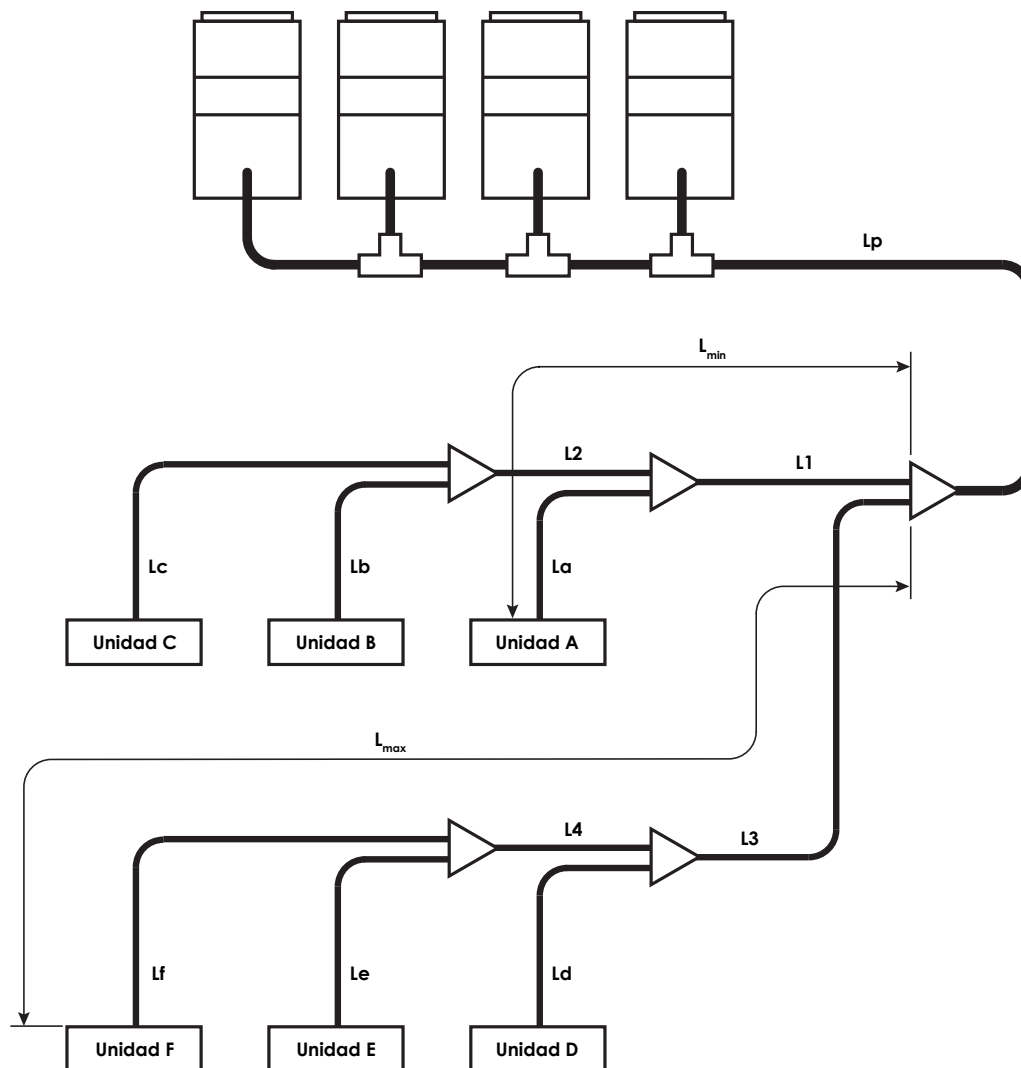 Lp
Lmin
L2
L1
Lc
Lb
La
Unidad C
Unidad B
Unidad A
Lmax
L4
L3
Lf
Le
Ld
Unidad F
Unidad E
Unidad D